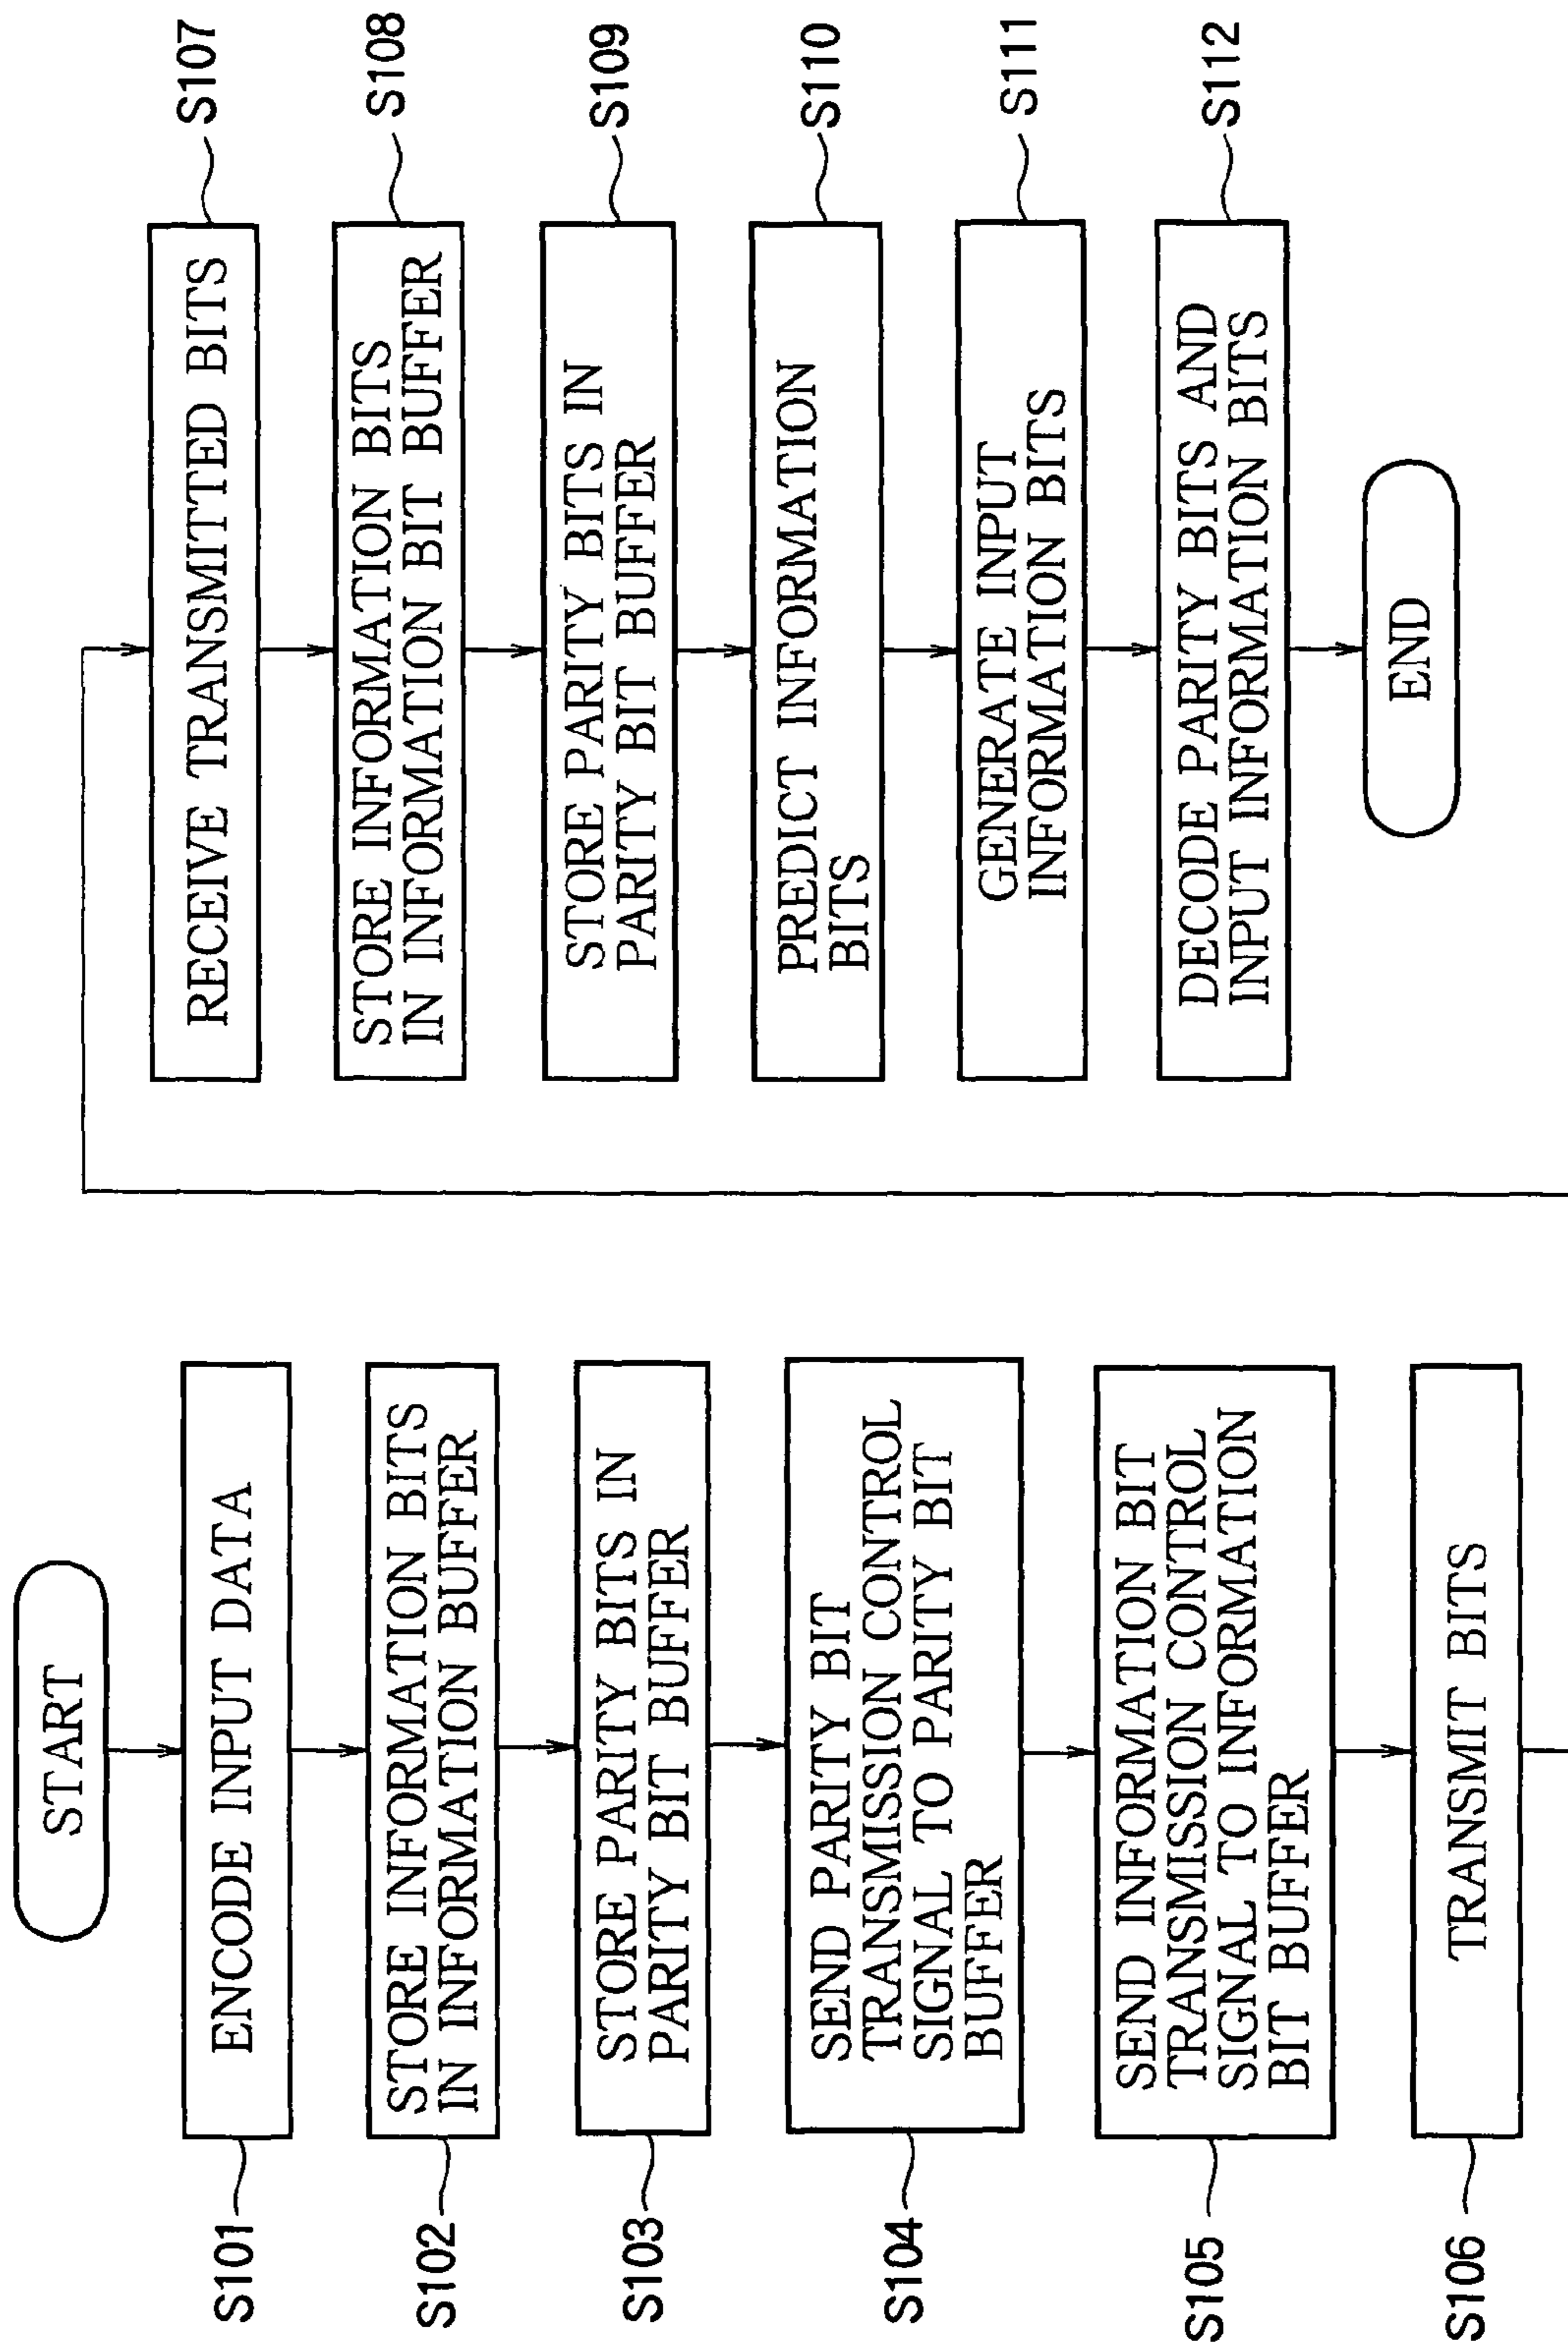 START
S101
ENCODE INPUT DATA
S102
STORE INFORMATION BITS
IN INFORMATION BUFFER
S103
STORE PARITY BITS IN
PARITY BIT BUFFER
S104
SEND PARITY BIT
TRANSMISSION CONTROL
SIGNAL TO PARITY BIT
BUFFER
S105
SEND INFORMATION BIT
TRANSMISSION CONTROL
SIGNAL TO INFORMATION
BIT BUFFER
S106
TRANSMIT BITS
RECEIVE TRANSMITTED BITS
S107
STORE INFORMATION BITS
IN INFORMATION BIT BUFFER
S108
STORE PARITY BITS IN
PARITY BIT BUFFER
S109
PREDICT INFORMATION
BITS
S110
GENERATE INPUT
INFORMATION BITS
S111
DECODE PARITY BITS AND
INPUT INFORMATION BITS
S112
END